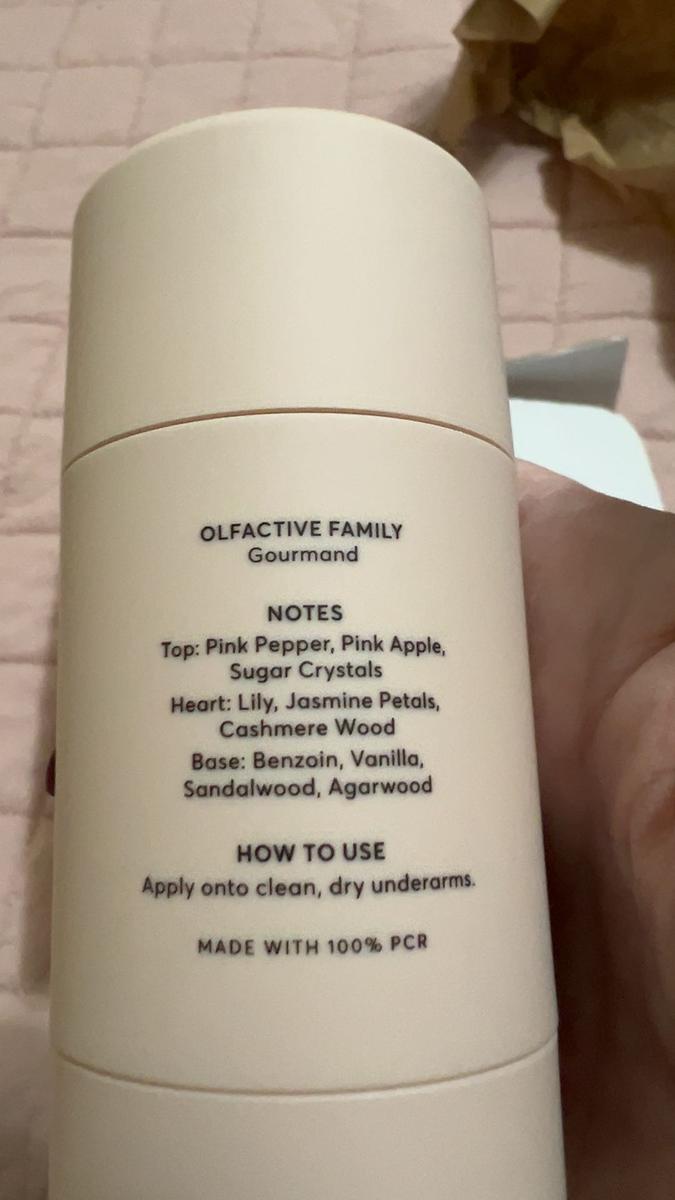 OLFACTIVE FAMILY
Gourmand
NOTES
Top: Pink Pepper, Pink Apple,
Sugar Crystals
Heart: Lily, Jasmine Petals,
Cashmere Wood
Base: Benzoin, Vanilla,
Sandalwood, Agarwood
HOW TO USE
Apply onto clean, dry underarms.
MADE WITH 100% PCR